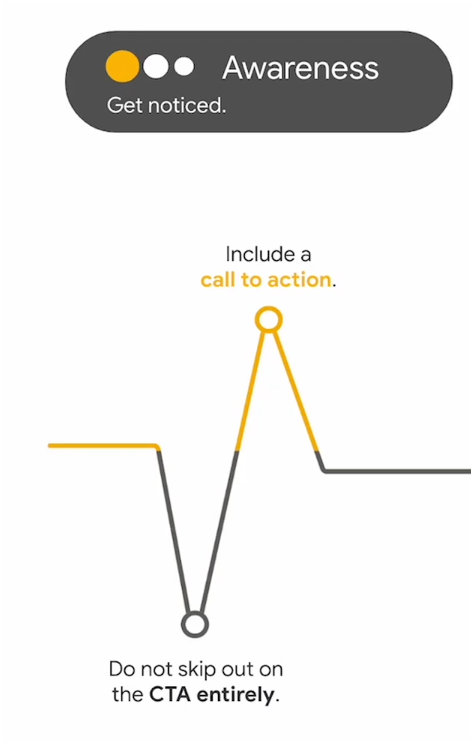 Awareness
Get noticed.
Include a
call to action.
Do not skip out on
the CTA entirely.